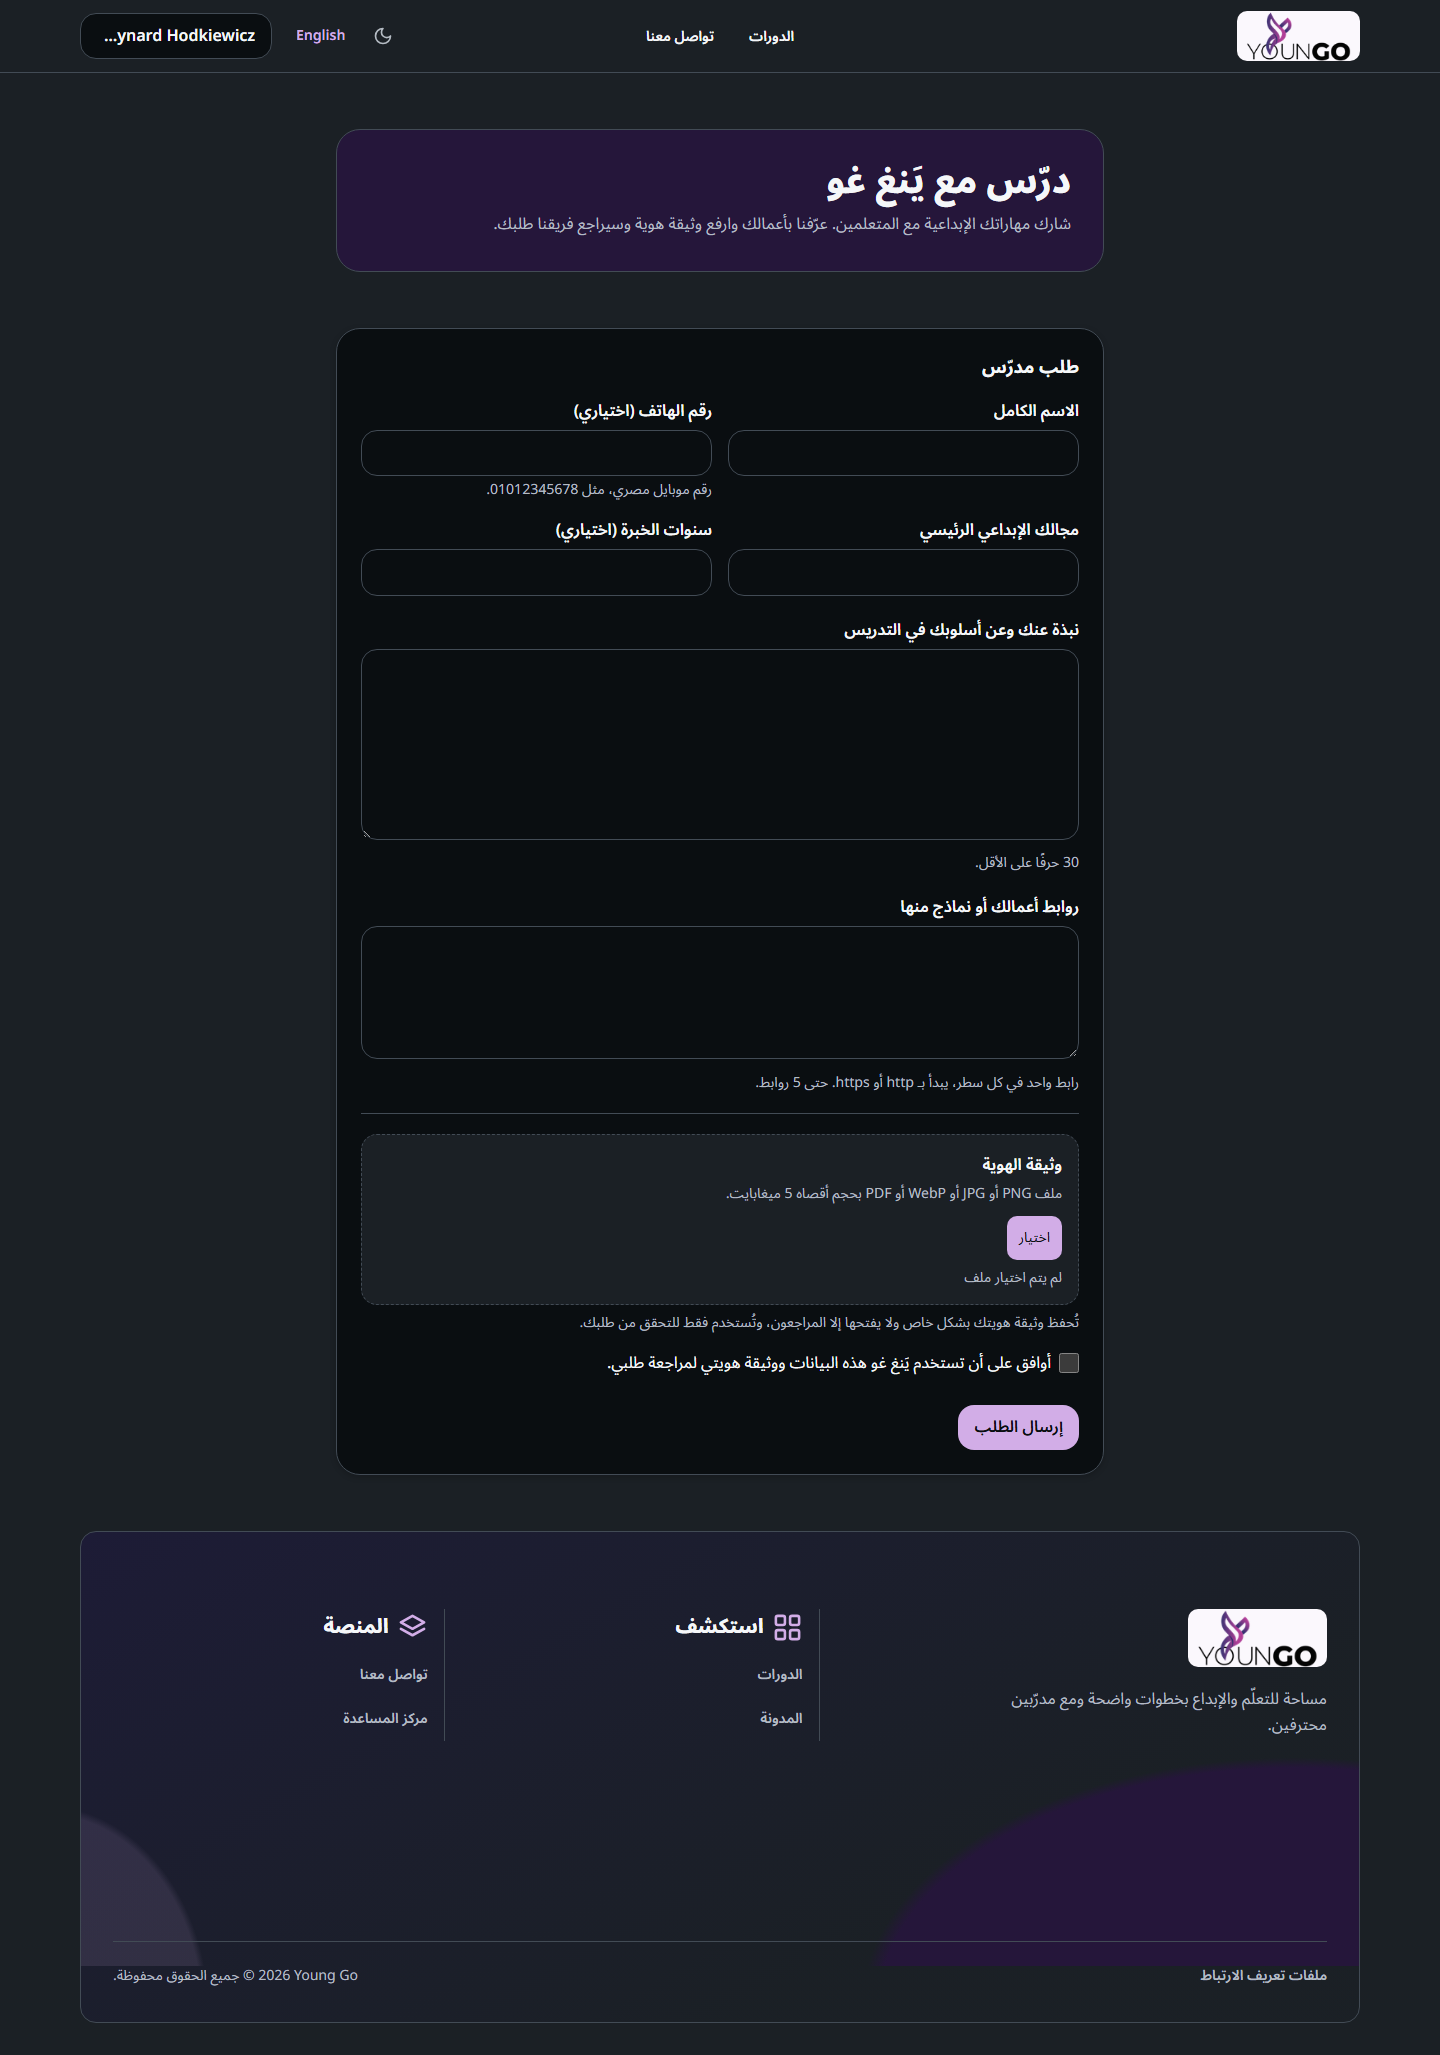 YOUNGO
الدورات
تواصل معنا
English
...ynard Hodkiewicz
درّس مع يَنغ غو
شارك مهاراتك الإبداعية مع المتعلمين. عرّفنا بأعمالك وارفع وثيقة هوية وسيراجع فريقنا طلبك.
طلب مدرّس
الاسم الكامل
رقم الهاتف (اختياري)
رقم موبايل مصري، مثل 01012345678.
مجالك الإبداعي الرئيسي
سنوات الخبرة (اختياري)
نبذة عنك وعن أسلوبك في التدريس
30 حرفًا على الأقل.
روابط أعمالك أو نماذج منها
رابط واحد في كل سطر، يبدأ بـ http أو https. حتى 5 روابط.
وثيقة الهوية
ملف PNG أو JPG أو WebP أو PDF بحجم أقصاه 5 ميغابايت.
اختيار
لم يتم اختيار ملف
تُحفظ وثيقة هويتك بشكل خاص ولا يفتحها إلا المراجعون، وتُستخدم فقط للتحقق من طلبك.
أوافق على أن تستخدم يَنغ غو هذه البيانات ووثيقة هويتي لمراجعة طلبي.
إرسال الطلب
YOUNGO
مساحة للتعلّم والإبداع بخطوات واضحة ومع مدرّبين
محترفين.
استكشف
الدورات
المدونة
المنصة
تواصل معنا
مركز المساعدة
ملفات تعريف الارتباط
Young Go 2026 © جميع الحقوق محفوظة.